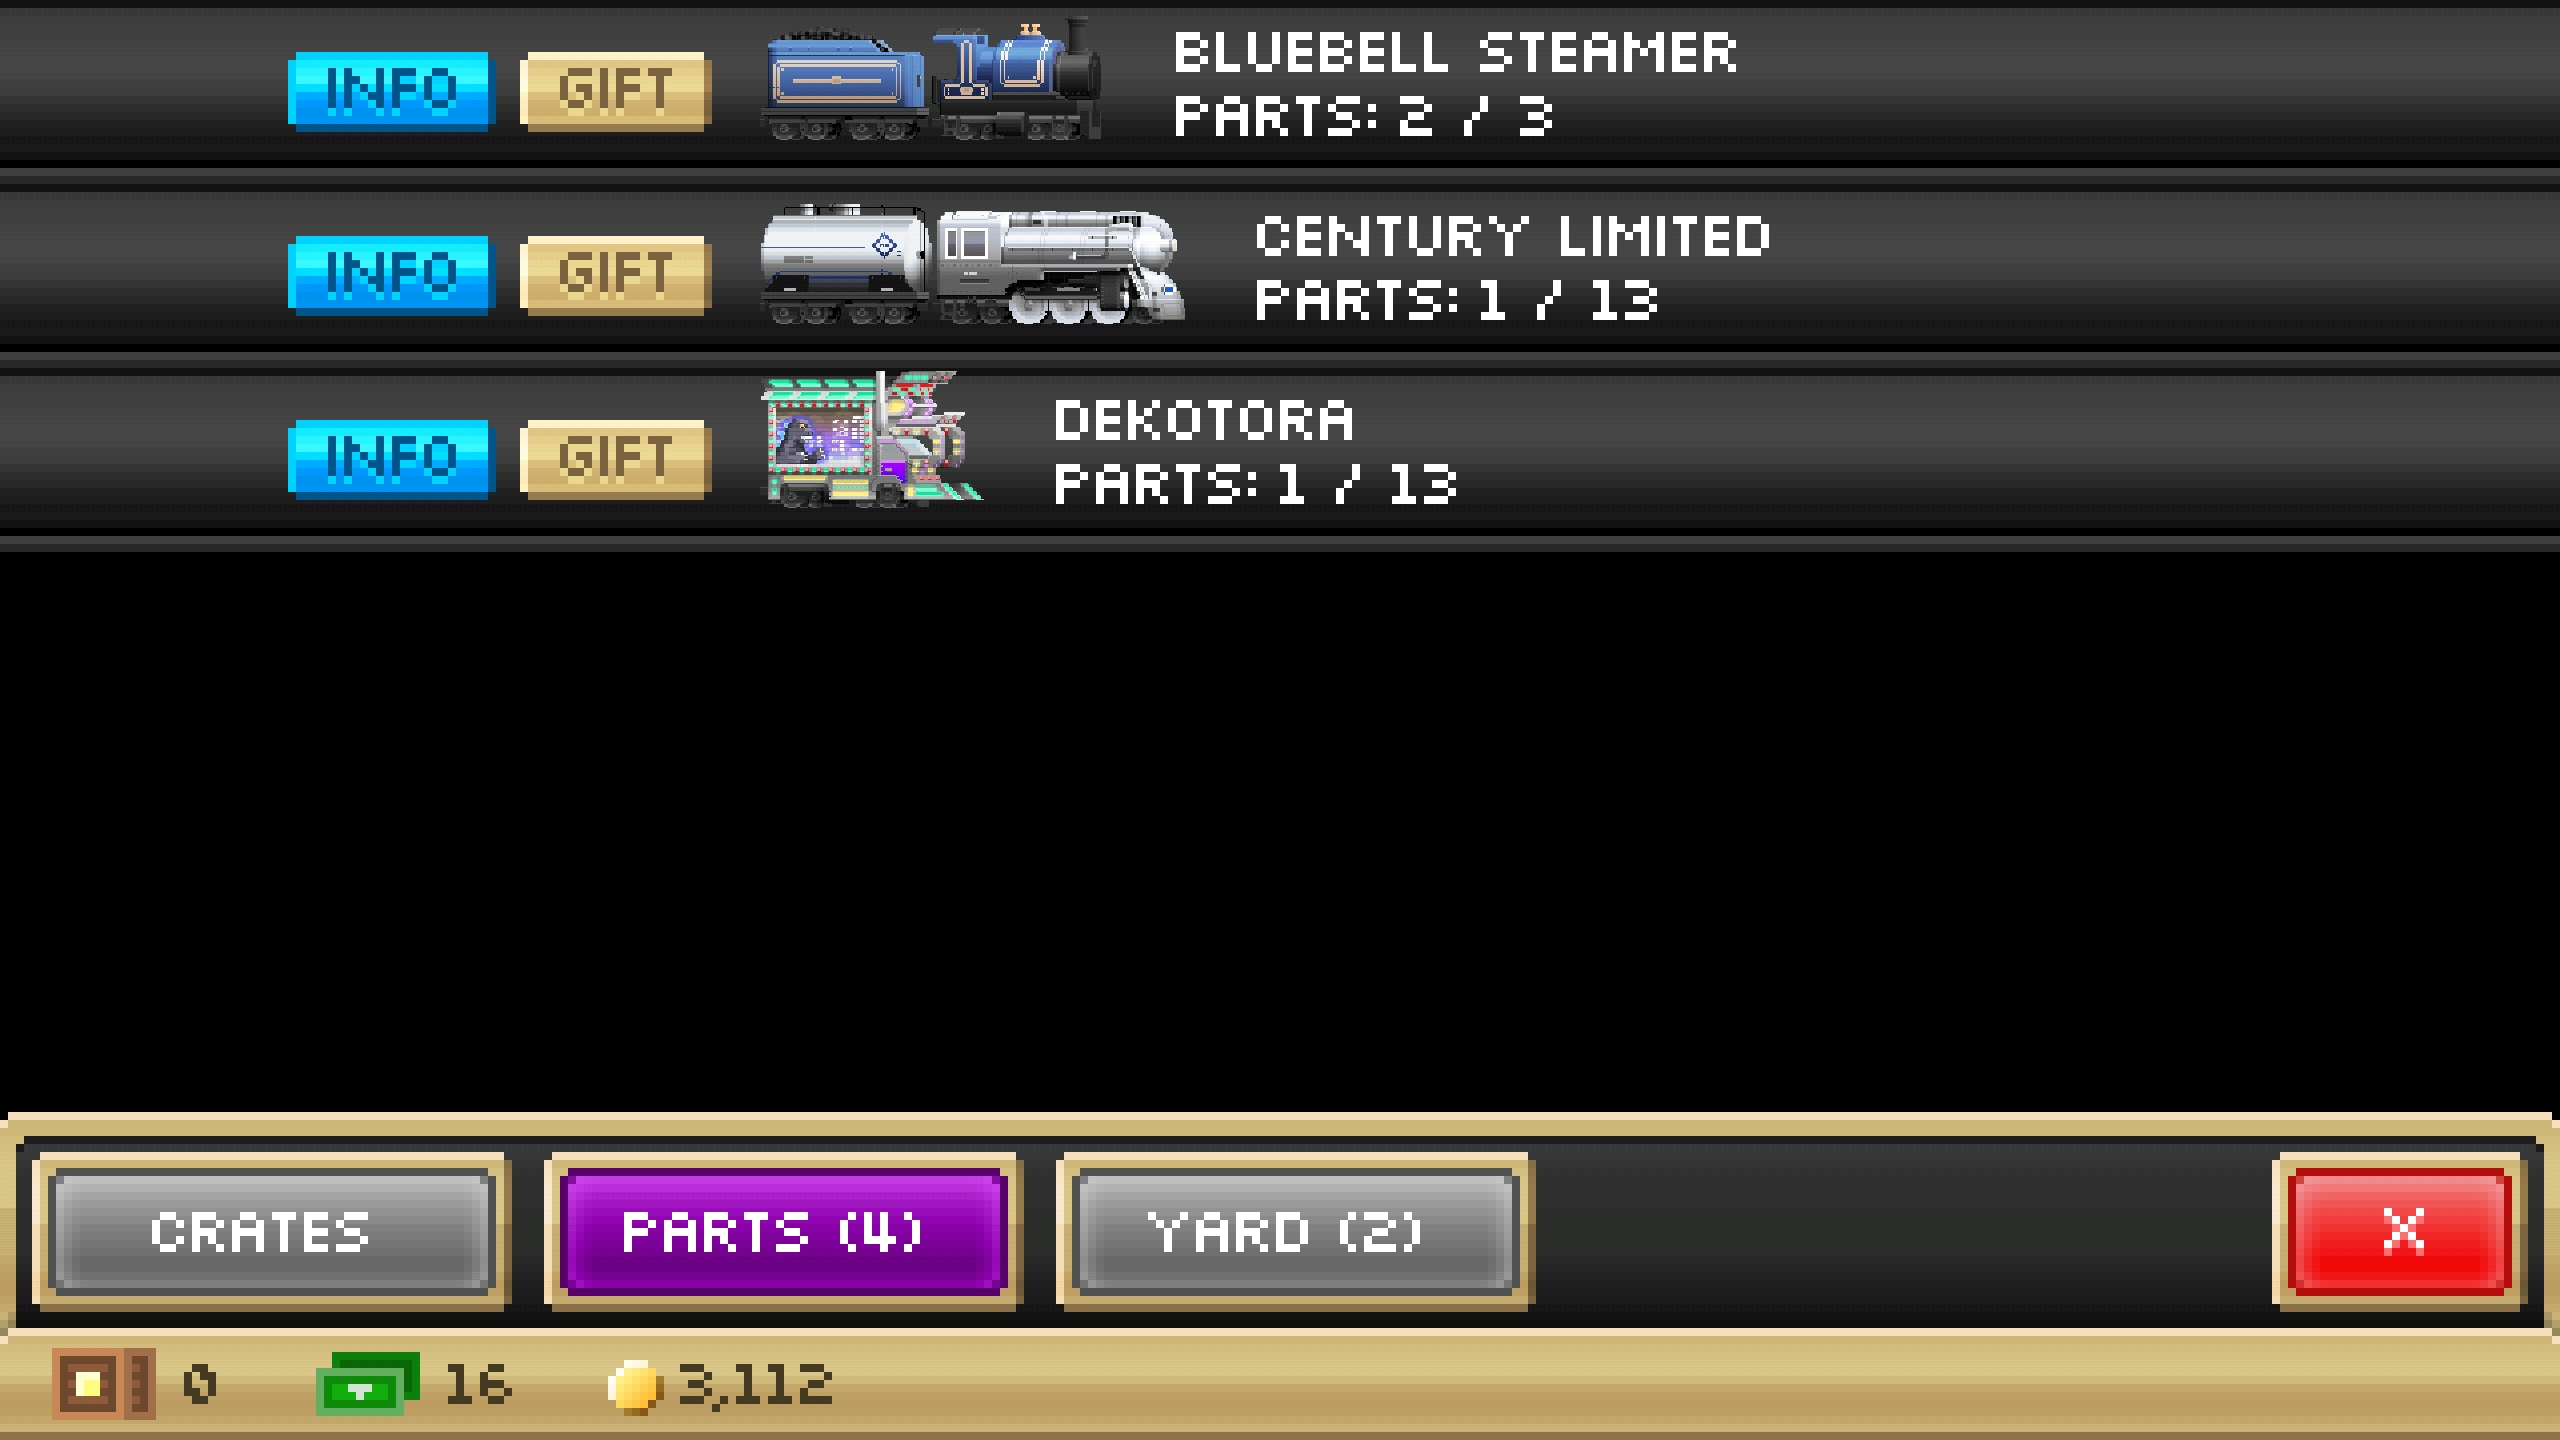 INFO GIFT BLUEBELL STEAMER
PARTS: 2 / 3
INFO GIFT CENTURY LIMITED
PARTS: 1 / 13
INFO GIFT DEKOTORA
PARTS: 1 / 13
CRATES PARTS (4) YARD (2) X
0 16 3,112